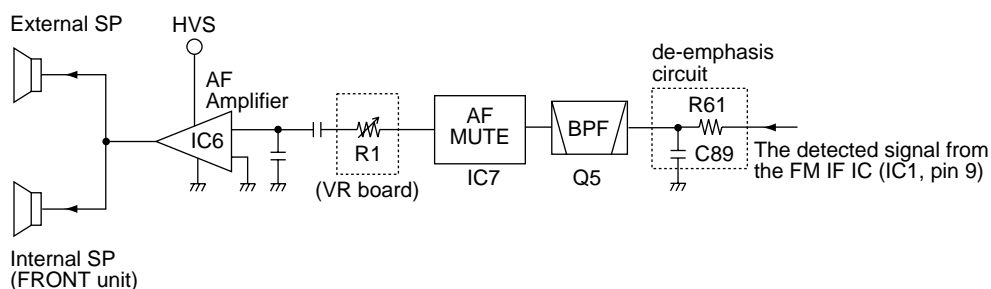 External SP
HVS
AF
Amplifier
IC6
R1
(VR board)
AF
MUTE
IC7
BPF
Q5
de-emphasis
circuit
R61
C89
The detected signal from
the FM IF IC (IC1, pin 9)
Internal SP
(FRONT unit)